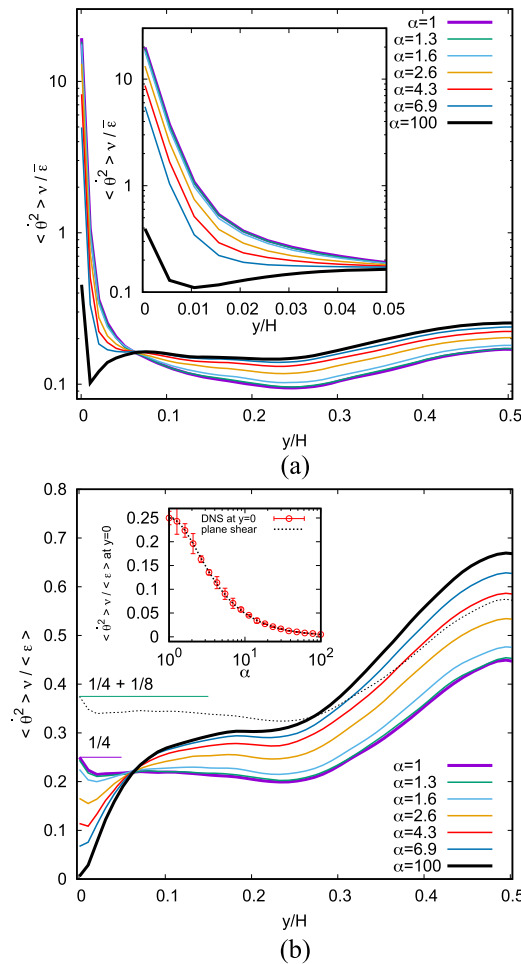 < θ̇² > ν / ε̄
10
1
0.1
α=1
α=1.3
α=1.6
α=2.6
α=4.3
α=6.9
α=100
< θ̇² > ν / ε̄
10
1
0.1
0 0.01 0.02 0.03 0.04 0.05
y/H
0 0.1 0.2 0.3 0.4 0.5
y/H
(a)
< θ̇² > ν / < ε >
0.8
0.7
0.6
0.5
0.4
0.3
0.2
0.1
0
<θ̇²> ν / <ε> at y=0
0.25
0.20
0.15
0.10
0.05
0
DNS at y=0
plane shear
10⁰ 10¹ 10²
α
1/4 + 1/8
1/4
α=1
α=1.3
α=1.6
α=2.6
α=4.3
α=6.9
α=100
0 0.1 0.2 0.3 0.4 0.5
y/H
(b)